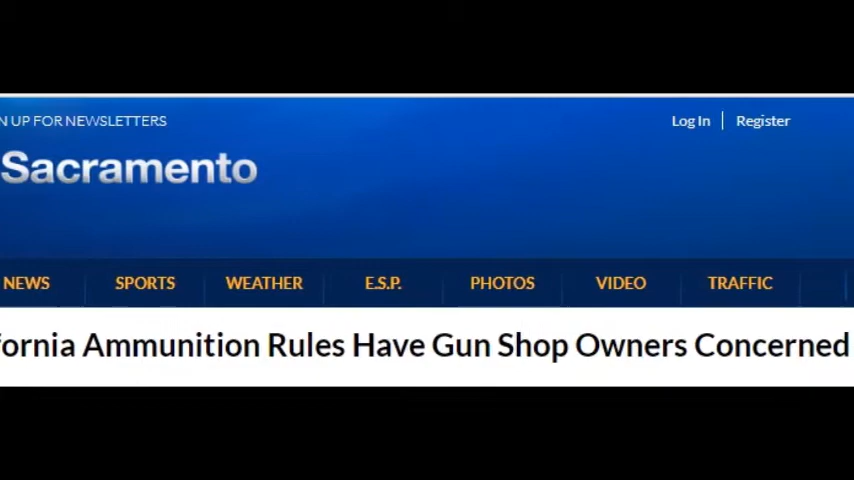 N UP FOR NEWSLETTERS Log In Register
Sacramento
NEWS SPORTS WEATHER E.S.P. PHOTOS VIDEO TRAFFIC
fornia Ammunition Rules Have Gun Shop Owners Concerned